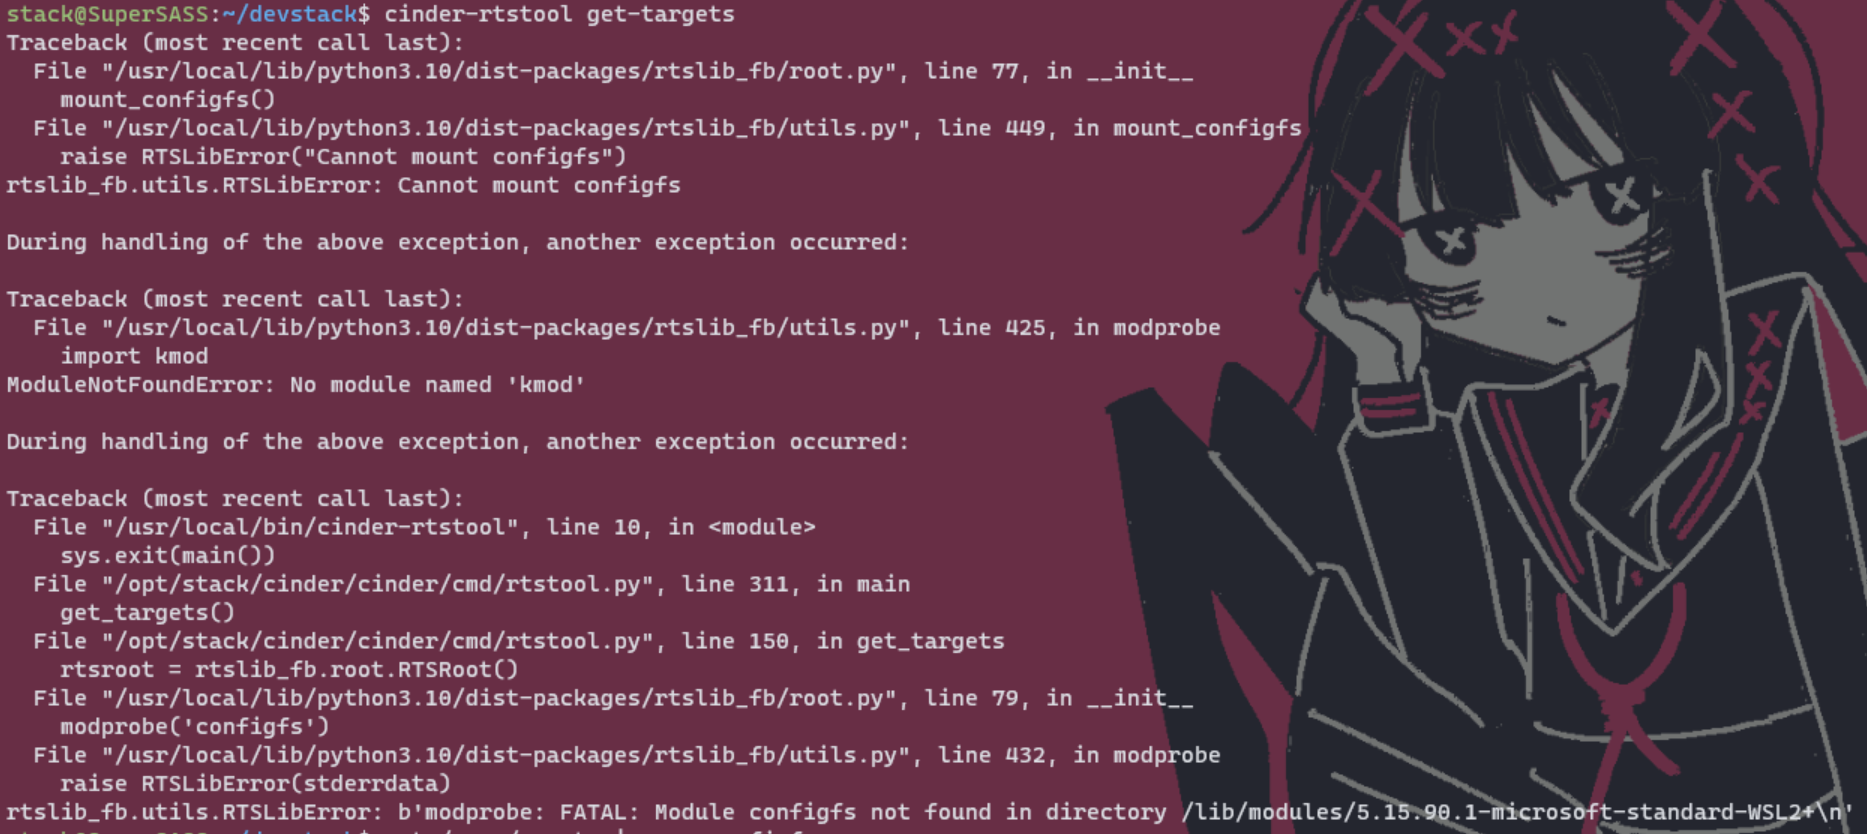 stack@SuperSASS:~/devstack$ cinder-rtstool get-targets
Traceback (most recent call last):
  File "/usr/local/lib/python3.10/dist-packages/rtslib_fb/root.py", line 77, in __init__
    mount_configfs()
  File "/usr/local/lib/python3.10/dist-packages/rtslib_fb/utils.py", line 449, in mount_configfs
    raise RTSLibError("Cannot mount configfs")
rtslib_fb.utils.RTSLibError: Cannot mount configfs

During handling of the above exception, another exception occurred:

Traceback (most recent call last):
  File "/usr/local/lib/python3.10/dist-packages/rtslib_fb/utils.py", line 425, in modprobe
    import kmod
ModuleNotFoundError: No module named 'kmod'

During handling of the above exception, another exception occurred:

Traceback (most recent call last):
  File "/usr/local/bin/cinder-rtstool", line 10, in <module>
    sys.exit(main())
  File "/opt/stack/cinder/cinder/cmd/rtstool.py", line 311, in main
    get_targets()
  File "/opt/stack/cinder/cinder/cmd/rtstool.py", line 150, in get_targets
    rtsroot = rtslib_fb.root.RTSRoot()
  File "/usr/local/lib/python3.10/dist-packages/rtslib_fb/root.py", line 79, in __init__
    modprobe('configfs')
  File "/usr/local/lib/python3.10/dist-packages/rtslib_fb/utils.py", line 432, in modprobe
    raise RTSLibError(stderrdata)
rtslib_fb.utils.RTSLibError: b'modprobe: FATAL: Module configfs not found in directory /lib/modules/5.15.90.1-microsoft-standard-WSL2+\n'